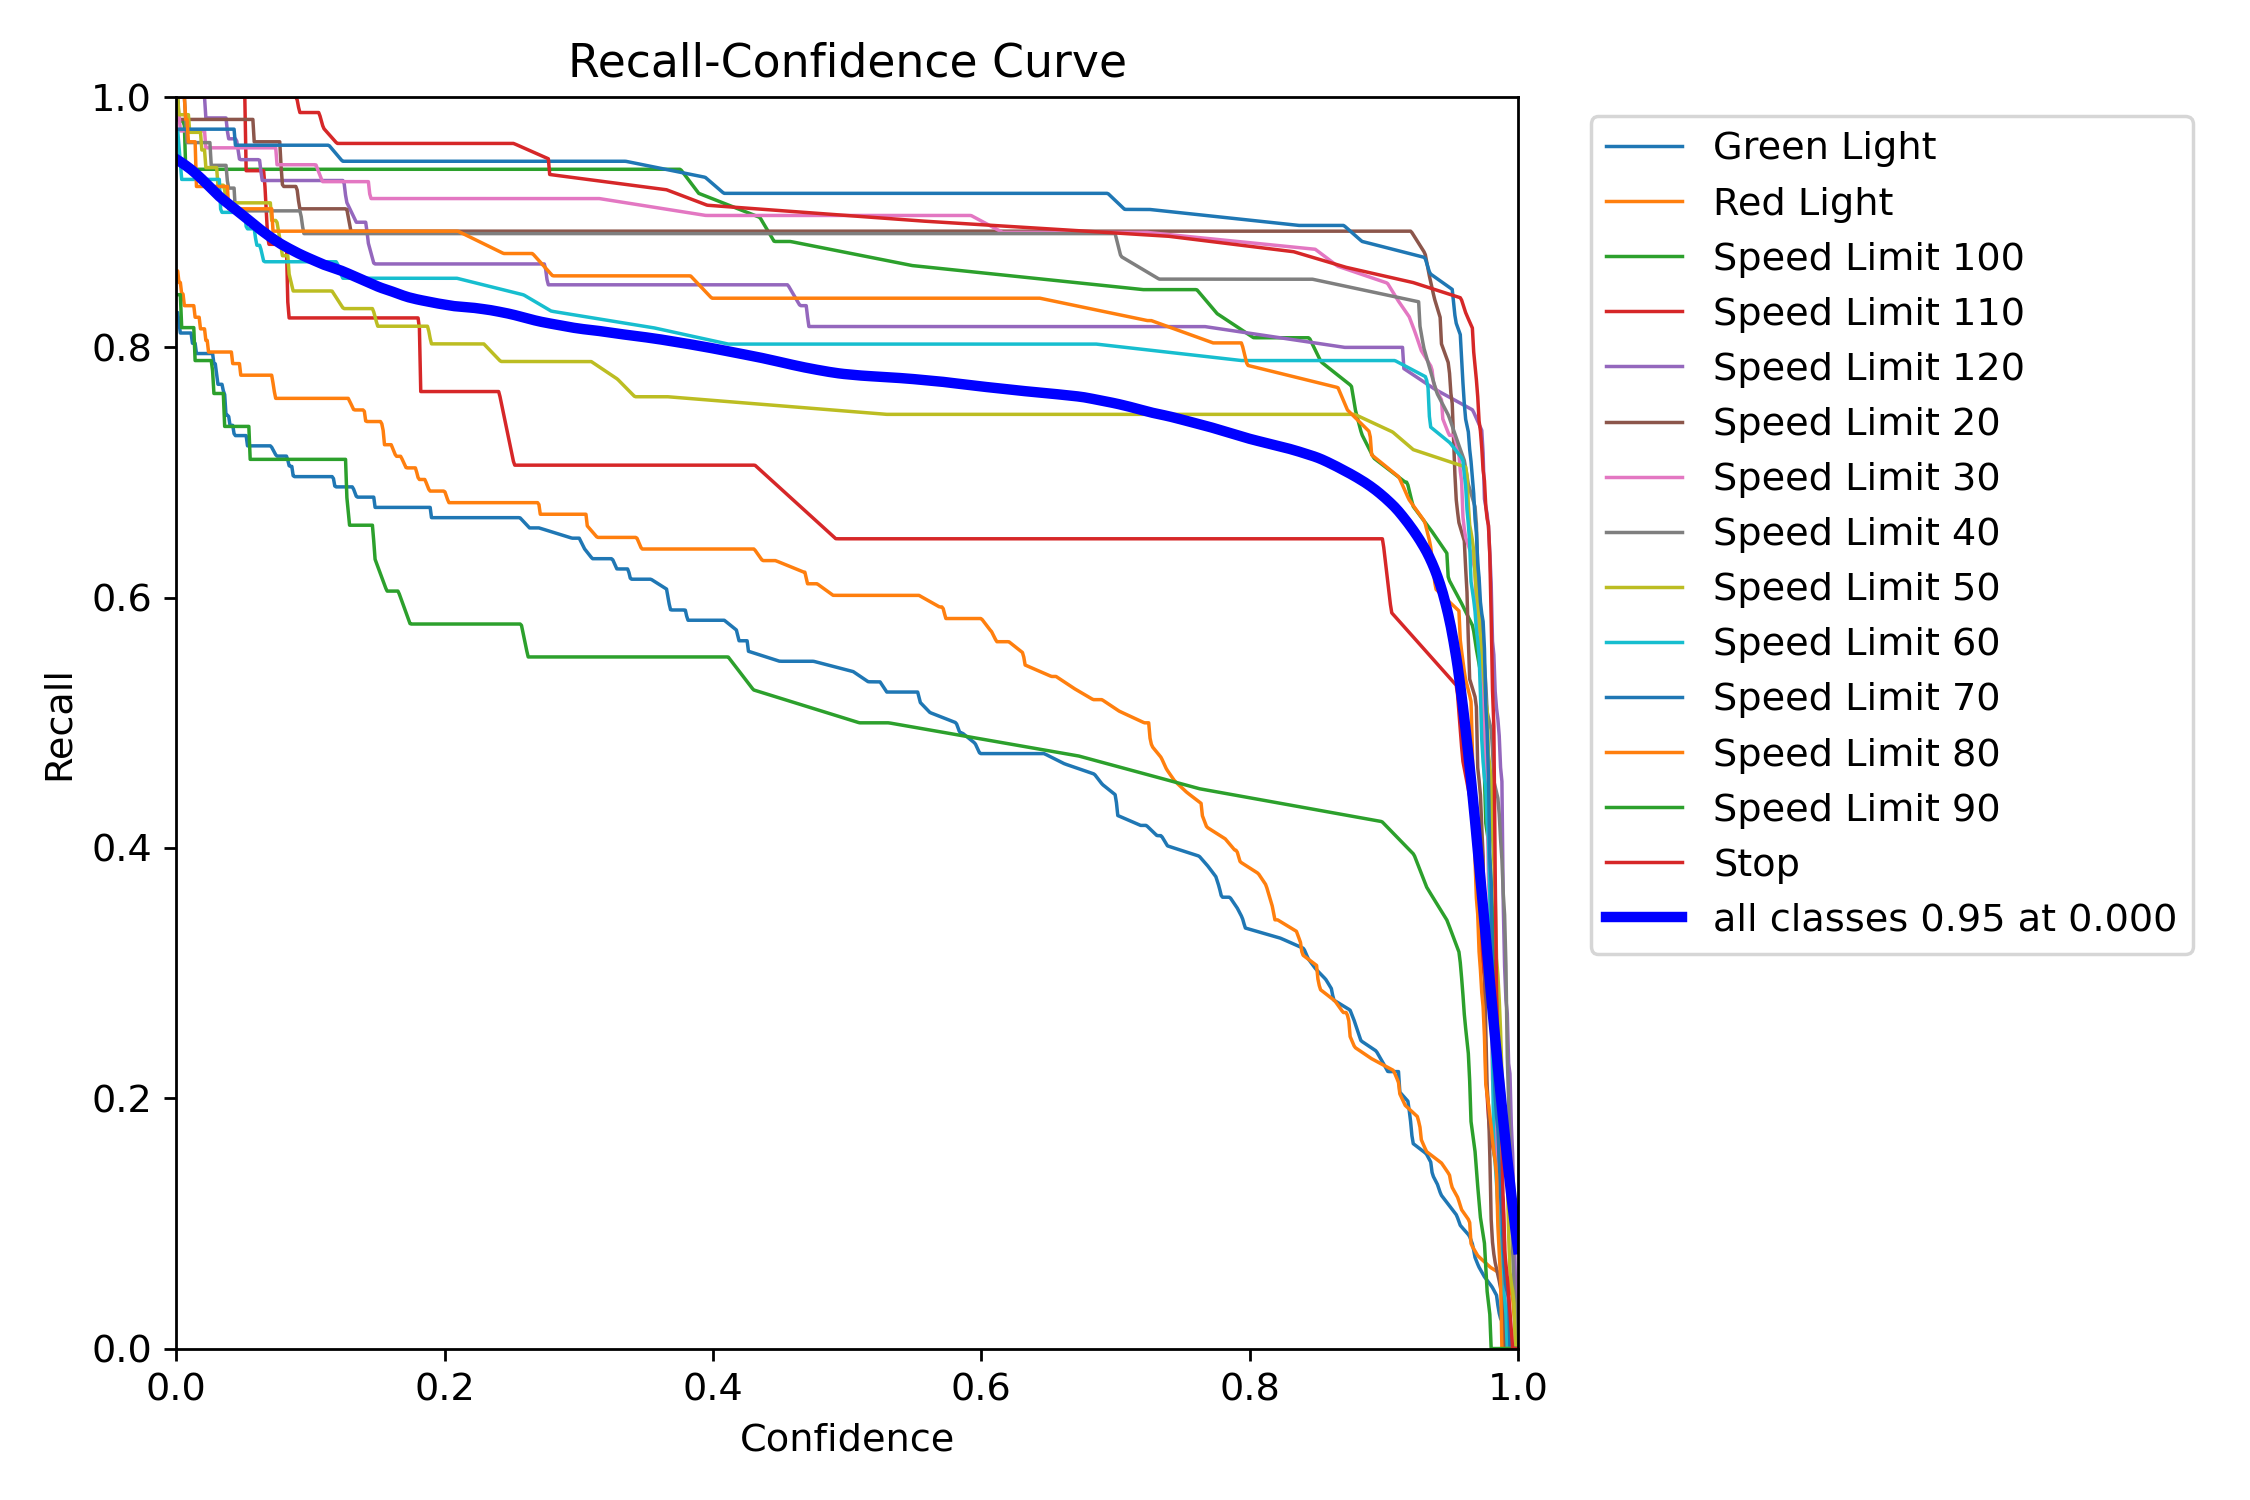 Recall-Confidence Curve
1.0
0.8
0.6
0.4
0.2
0.0
Recall
0.0 0.2 0.4 0.6 0.8 1.0
Confidence
Green Light
Red Light
Speed Limit 100
Speed Limit 110
Speed Limit 120
Speed Limit 20
Speed Limit 30
Speed Limit 40
Speed Limit 50
Speed Limit 60
Speed Limit 70
Speed Limit 80
Speed Limit 90
Stop
all classes 0.95 at 0.000